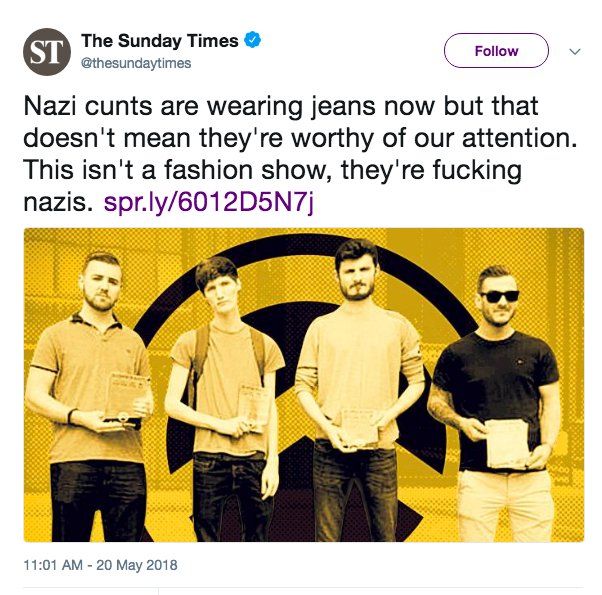 ST
The Sunday Times
@thesundaytimes
Follow
Nazi cunts are wearing jeans now but that
doesn't mean they're worthy of our attention.
This isn't a fashion show, they're fucking
nazis. spr.ly/6012D5N7j
11:01 AM - 20 May 2018